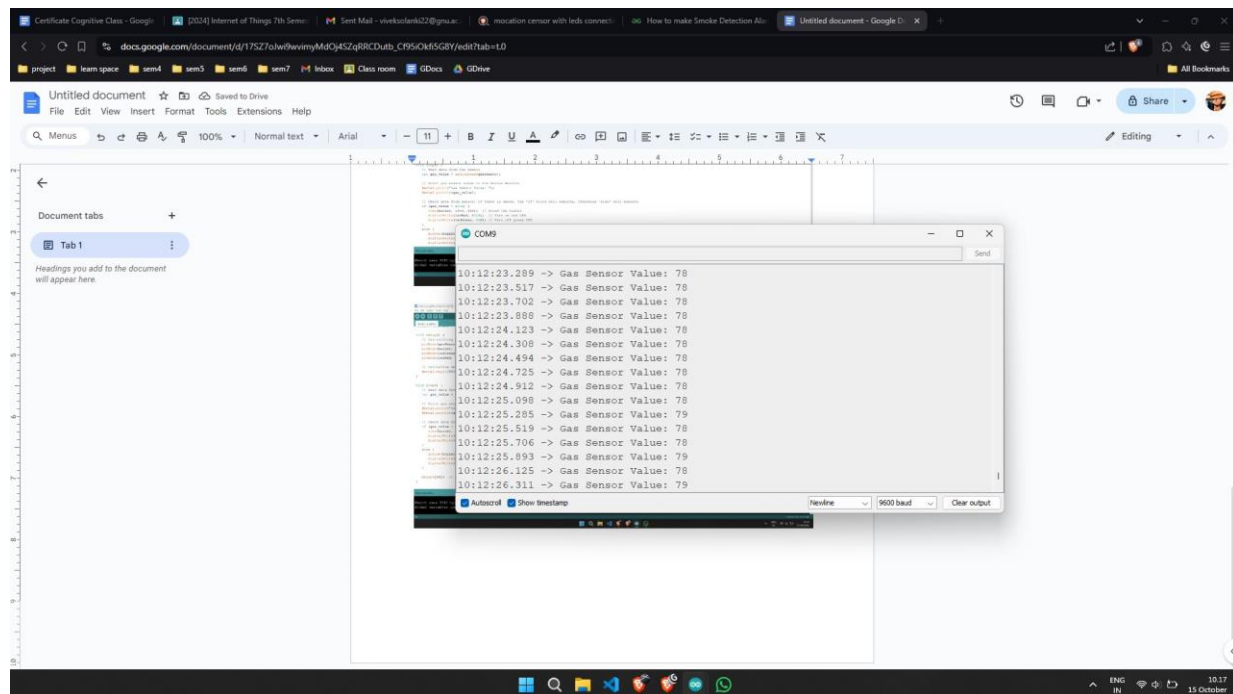 Certificate Cognitive Class - Google
[2024] Internet of Things 7th Semes
Sent Mail - viveksolanki22@gnu.ac.
mocation censor with leds connecti
How to make Smoke Detection Ala
Untitled document - Google D
docs.google.com/document/d/
/edit?tab=t.0
project learn space sem4 sem5 sem6 sem7 Inbox Class room GDocs GDrive
All Bookmarks
Untitled document Saved to Drive
File Edit View Insert Format Tools Extensions Help
Share
Menus 100% Normal text Arial 11 B I U A
Editing
1 1 2 3 4 5 6 7
Document tabs
Tab 1
Headings you add to the document
will appear here.
COM9
Send
10:12:23.289 -> Gas Sensor Value: 78
10:12:23.517 -> Gas Sensor Value: 78
10:12:23.702 -> Gas Sensor Value: 78
10:12:23.888 -> Gas Sensor Value: 78
10:12:24.123 -> Gas Sensor Value: 78
10:12:24.308 -> Gas Sensor Value: 78
10:12:24.494 -> Gas Sensor Value: 78
10:12:24.725 -> Gas Sensor Value: 78
10:12:24.912 -> Gas Sensor Value: 78
10:12:25.098 -> Gas Sensor Value: 78
10:12:25.285 -> Gas Sensor Value: 79
10:12:25.519 -> Gas Sensor Value: 78
10:12:25.706 -> Gas Sensor Value: 78
10:12:25.893 -> Gas Sensor Value: 79
10:12:26.125 -> Gas Sensor Value: 78
10:12:26.311 -> Gas Sensor Value: 79
Autoscroll Show timestamp
Newline 9600 baud Clear output
ENG
IN
10.17
15 October